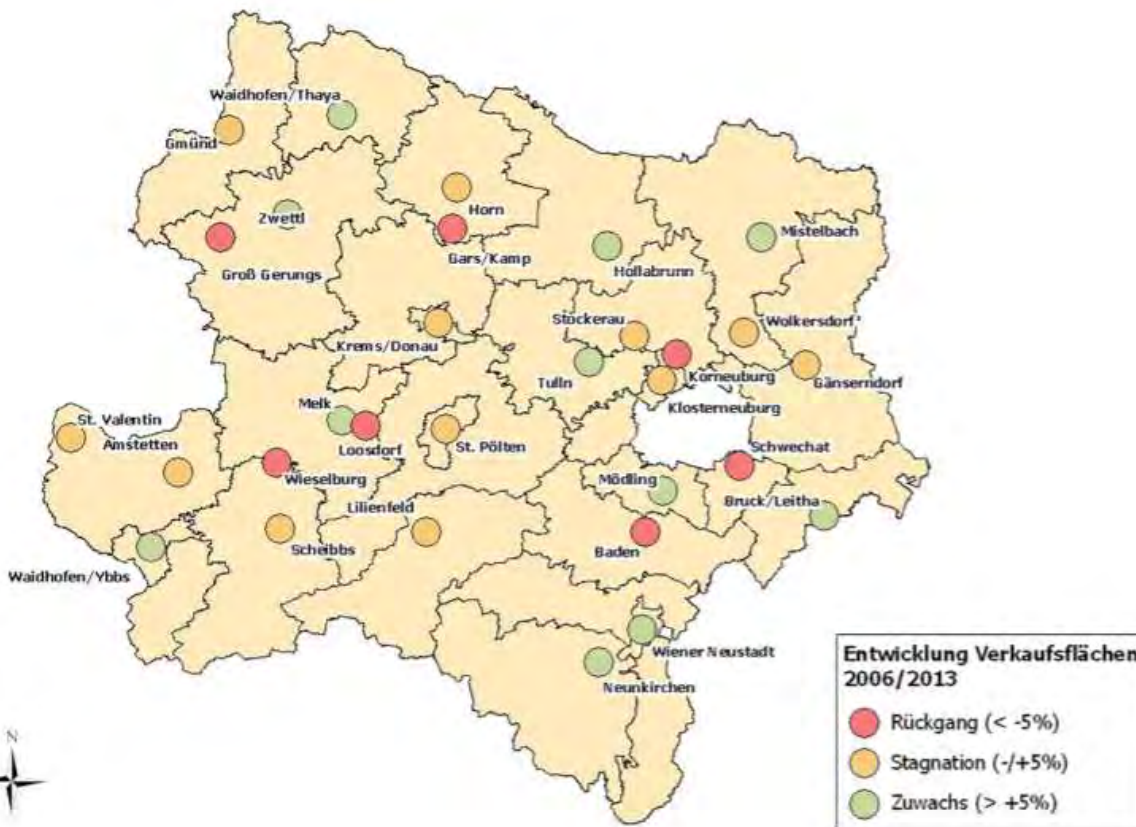 Waidhofen/Thaya
Gmünd
Zwettl
Horn
Groß Gerungs
Gars/Kamp
Hollabrunn
Mistelbach
Krems/Donau
Stockerau
Wolkersdorf
Tulln
Korneuburg
Gänserndorf
Klosterneuburg
Melk
St. Valentin
Amstetten
Loosdorf
St. Pölten
Schwechat
Wieselburg
Mödling
Bruck/Leitha
Lilienfeld
Scheibbs
Baden
Waidhofen/Ybbs
Wiener Neustadt
Neunkirchen
N
Entwicklung Verkaufsflächen
2006/2013
Rückgang (< -5%)
Stagnation (-/+5%)
Zuwachs (> +5%)